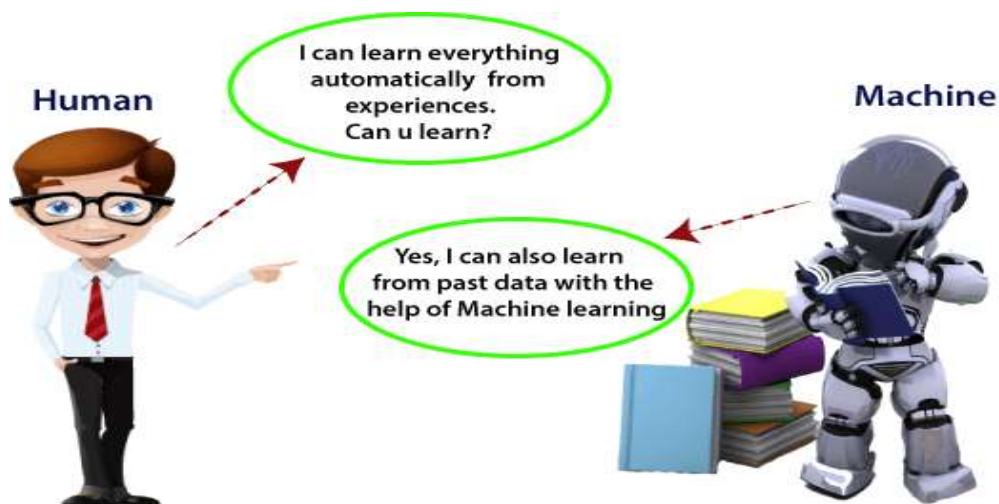 Human
I can learn everything
automatically from
experiences.
Can u learn?
Machine
Yes, I can also learn
from past data with the
help of Machine learning